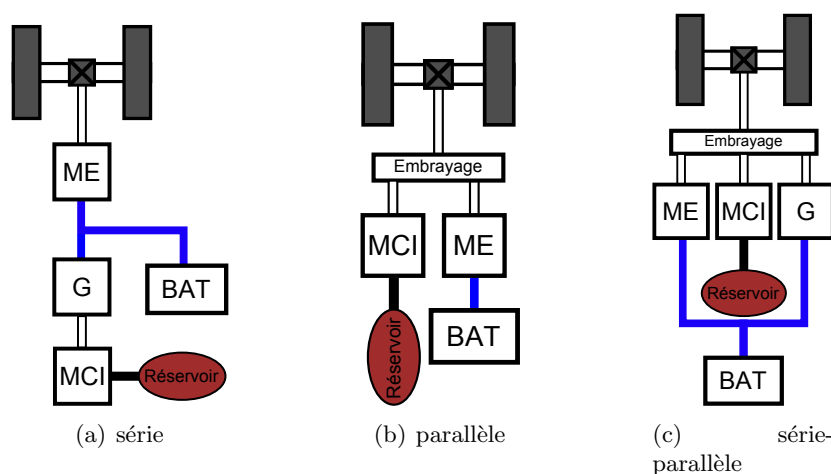 ME
G
BAT
MCI
Réservoir
(a) série
Embrayage
MCI
ME
Réservoir
BAT
(b) parallèle
Embrayage
ME
MCI
G
Réservoir
BAT
(c) série-
parallèle